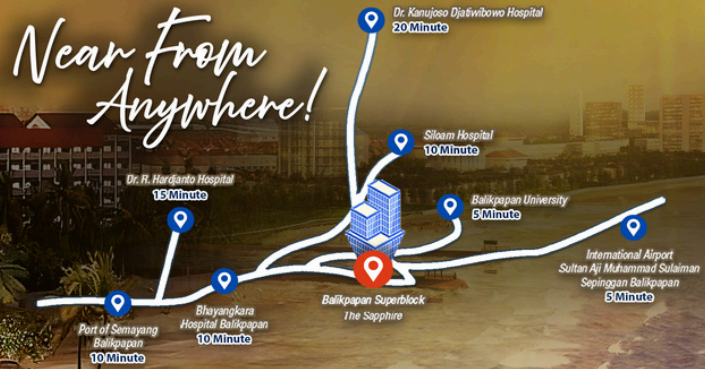 Near From
Anywhere!
Dr. Kanujoso Djatiwibowo Hospital
20 Minute
Siloam Hospital
10 Minute
Dr. R. Hardjanto Hospital
15 Minute
Balikpapan University
5 Minute
International Airport
Sultan Aji Muhammad Sulaiman
Sepinggan Balikpapan
5 Minute
Balikpapan Superblock
The Sapphire
Bhayangkara
Hospital Balikpapan
10 Minute
Port of Semayang
Balikpapan
10 Minute